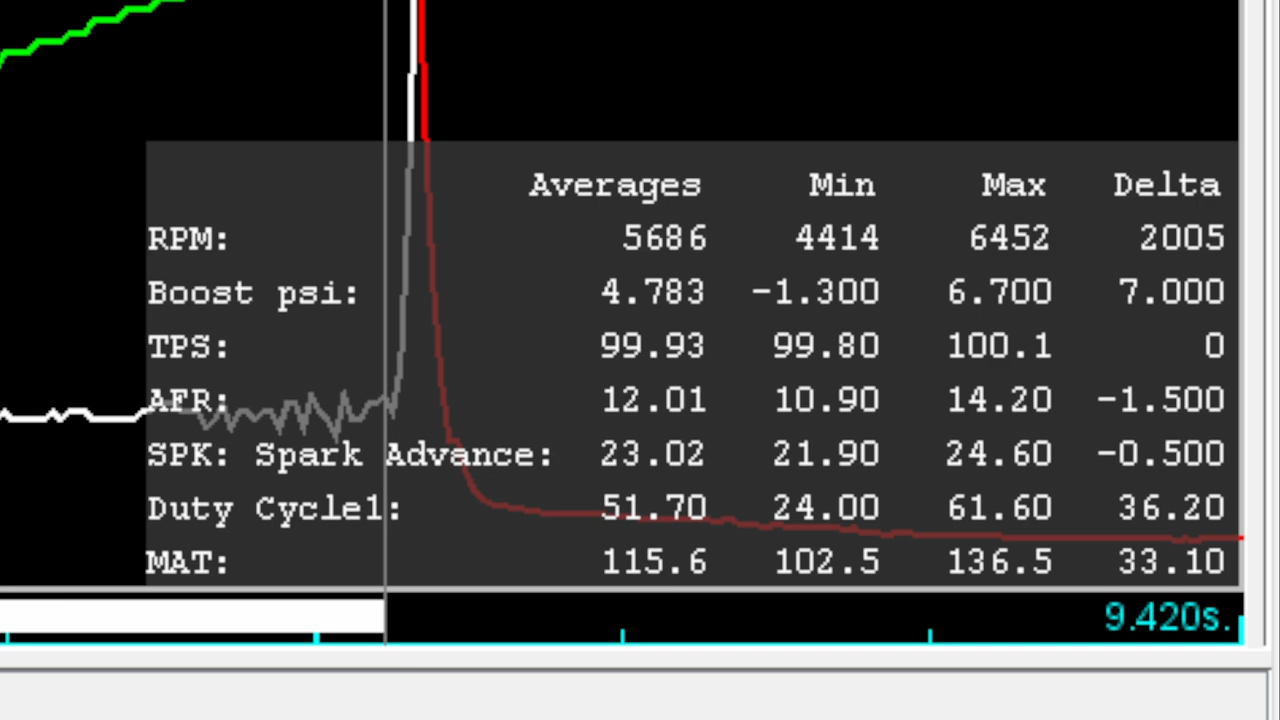 Averages Min Max Delta
RPM: 5686 4414 6452 2005
Boost psi: 4.783 -1.300 6.700 7.000
TPS: 99.93 99.80 100.1 0
AFR: 12.01 10.90 14.20 -1.500
SPK: Spark Advance: 23.02 21.90 24.60 -0.500
Duty Cycle1: 51.70 24.00 61.60 36.20
MAT: 115.6 102.5 136.5 33.10
9.420s.